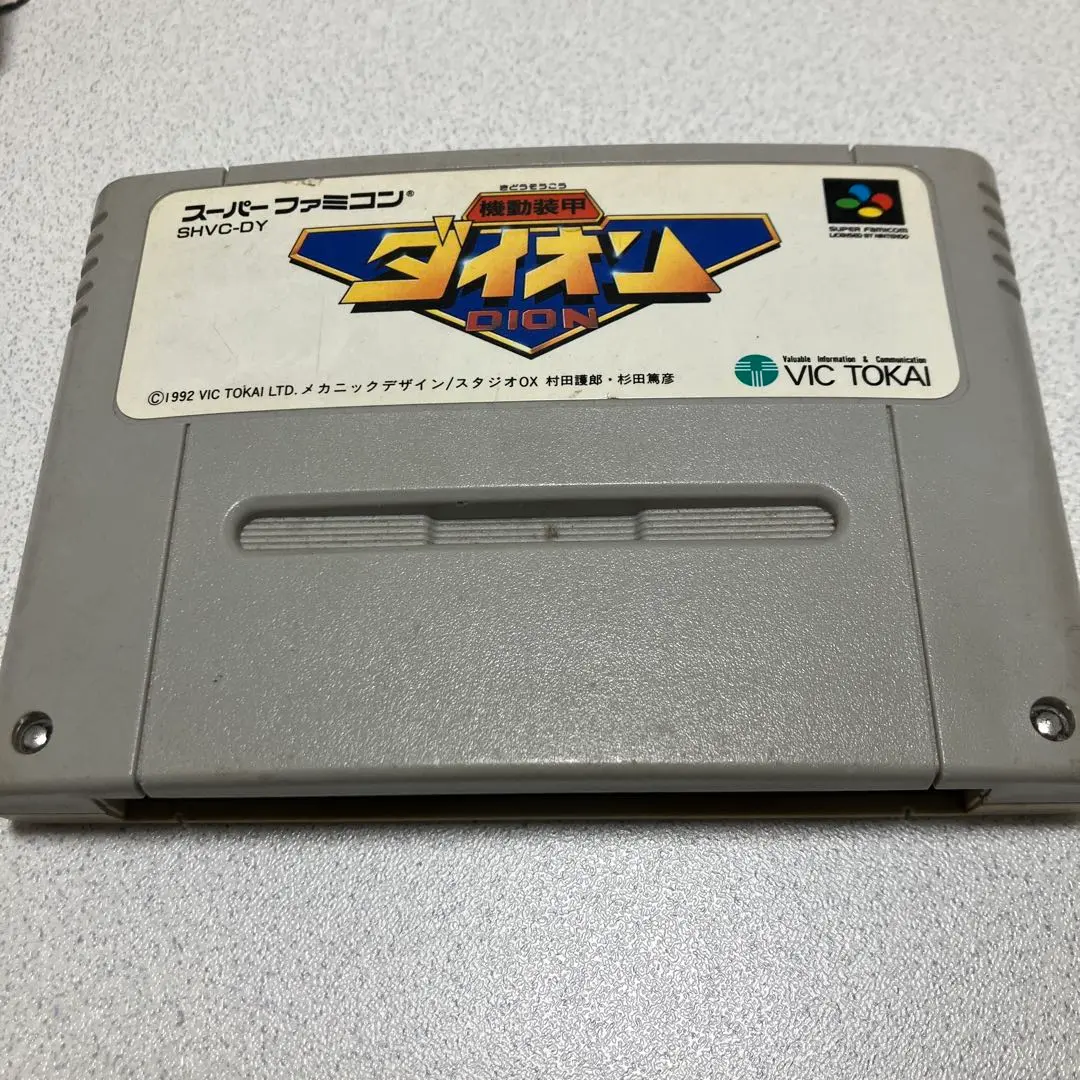 スーパーファミコン®
SHVC-DY
きどうそうこう
機動装甲
ダイオン
DION
SUPER FAMICOM
LICENSED BY NINTENDO
Valuable Information & Communication
VIC TOKAI
©1992 VIC TOKAI LTD. メカニックデザイン/スタジオOX 村田護郎・杉田篤彦